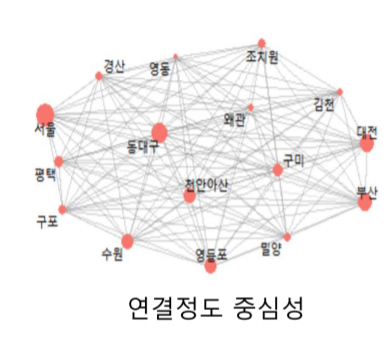 조치원
영동
경산
김천
왜관
서울
대전
동대구
구미
평택
천안아산
부산
구포
수원
영등포
밀양
연결정도 중심성